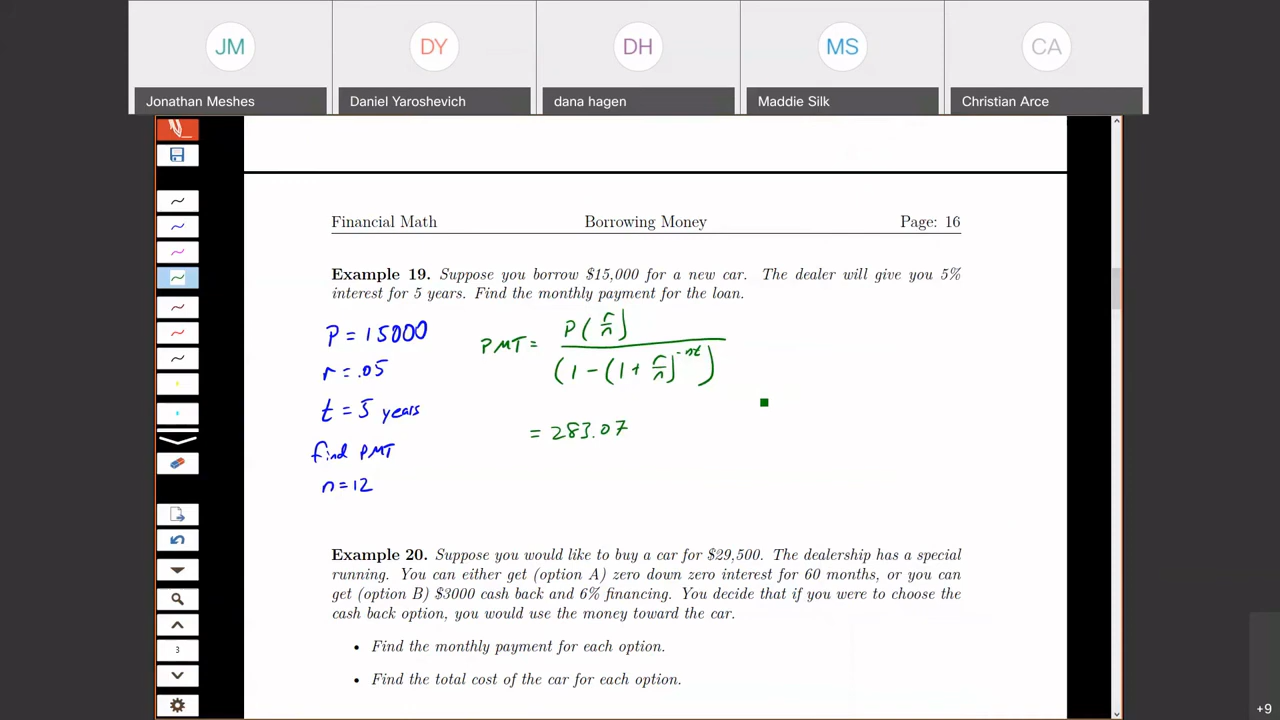 JM DY DH MS CA
Jonathan Meshes Daniel Yaroshevich dana hagen Maddie Silk Christian Arce
Financial Math Borrowing Money Page: 16
Example 19. Suppose you borrow $15,000 for a new car. The dealer will give you 5%
interest for 5 years. Find the monthly payment for the loan.
P = 15000
r = .05
t = 5 years
find PMT
n = 12
PMT = P(r/n) / (1 - (1 + r/n)^-nt)
= 283.07
Example 20. Suppose you would like to buy a car for $29,500. The dealership has a special
running. You can either get (option A) zero down zero interest for 60 months, or you can
get (option B) $3000 cash back and 6% financing. You decide that if you were to choose the
cash back option, you would use the money toward the car.
• Find the monthly payment for each option.
• Find the total cost of the car for each option.
3
+9